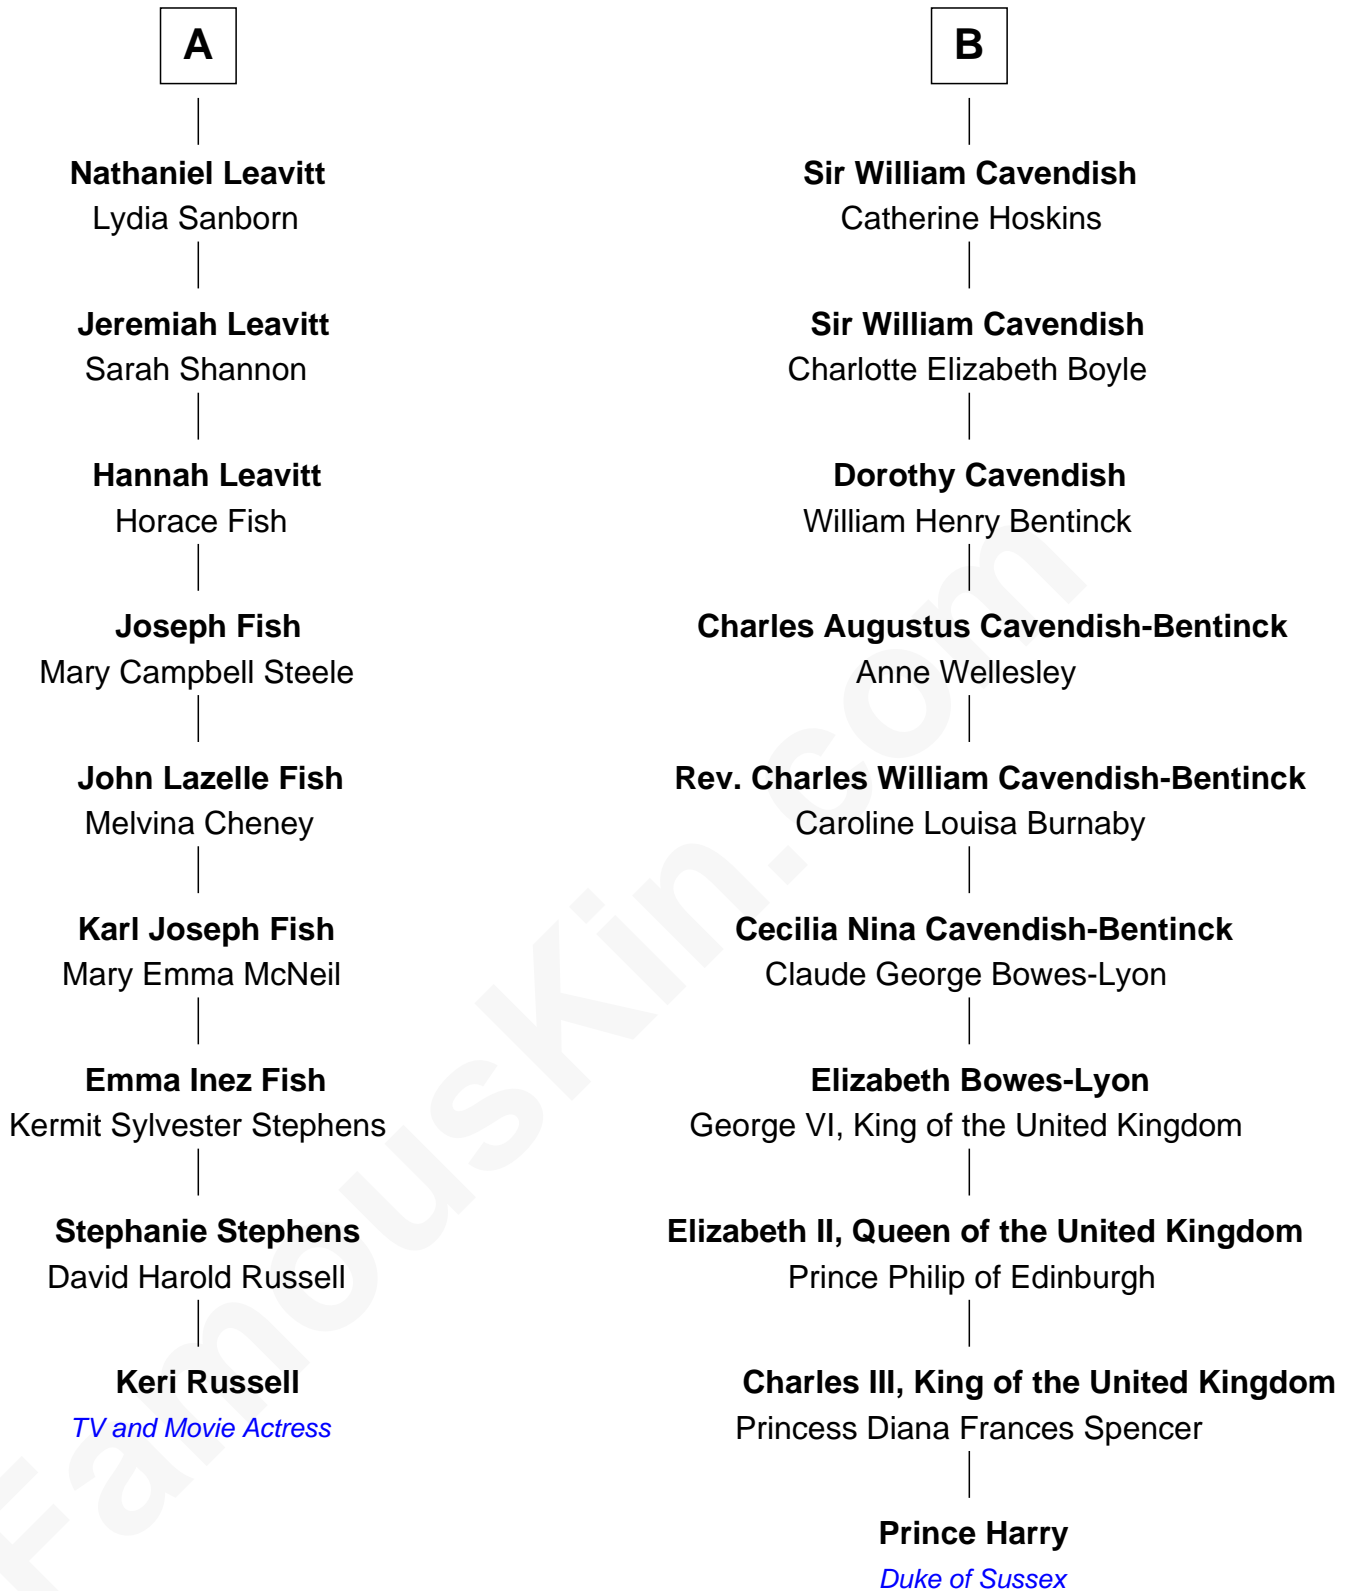 A
Nathaniel Leavitt
Lydia Sanborn
Jeremiah Leavitt
Sarah Shannon
Hannah Leavitt
Horace Fish
Joseph Fish
Mary Campbell Steele
John Lazelle Fish
Melvina Cheney
Karl Joseph Fish
Mary Emma McNeil
Emma Inez Fish
Kermit Sylvester Stephens
Stephanie Stephens
David Harold Russell
Keri Russell
TV and Movie Actress
B
Sir William Cavendish
Catherine Hoskins
Sir William Cavendish
Charlotte Elizabeth Boyle
Dorothy Cavendish
William Henry Bentinck
Charles Augustus Cavendish-Bentinck
Anne Wellesley
Rev. Charles William Cavendish-Bentinck
Caroline Louisa Burnaby
Cecilia Nina Cavendish-Bentinck
Claude George Bowes-Lyon
Elizabeth Bowes-Lyon
George VI, King of the United Kingdom
Elizabeth II, Queen of the United Kingdom
Prince Philip of Edinburgh
Charles III, King of the United Kingdom
Princess Diana Frances Spencer
Prince Harry
Duke of Sussex
FamousKin.com